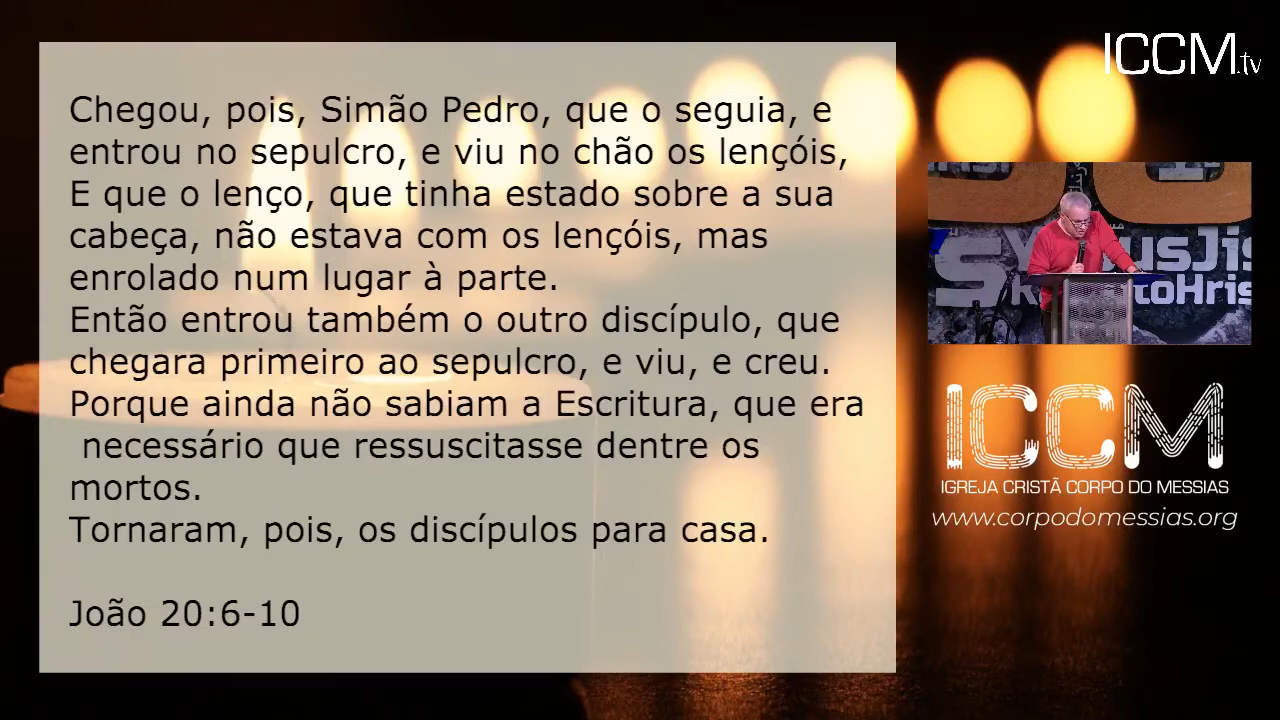 ICCM.tv
Chegou, pois, Simão Pedro, que o seguia, e
entrou no sepulcro, e viu no chão os lençóis,
E que o lenço, que tinha estado sobre a sua
cabeça, não estava com os lençóis, mas
enrolado num lugar à parte.
Então entrou também o outro discípulo, que
chegara primeiro ao sepulcro, e viu, e creu.
Porque ainda não sabiam a Escritura, que era
necessário que ressuscitasse dentre os
mortos.
Tornaram, pois, os discípulos para casa.
João 20:6-10
ICCM
IGREJA CRISTÃ CORPO DO MESSIAS
www.corpodomessias.org